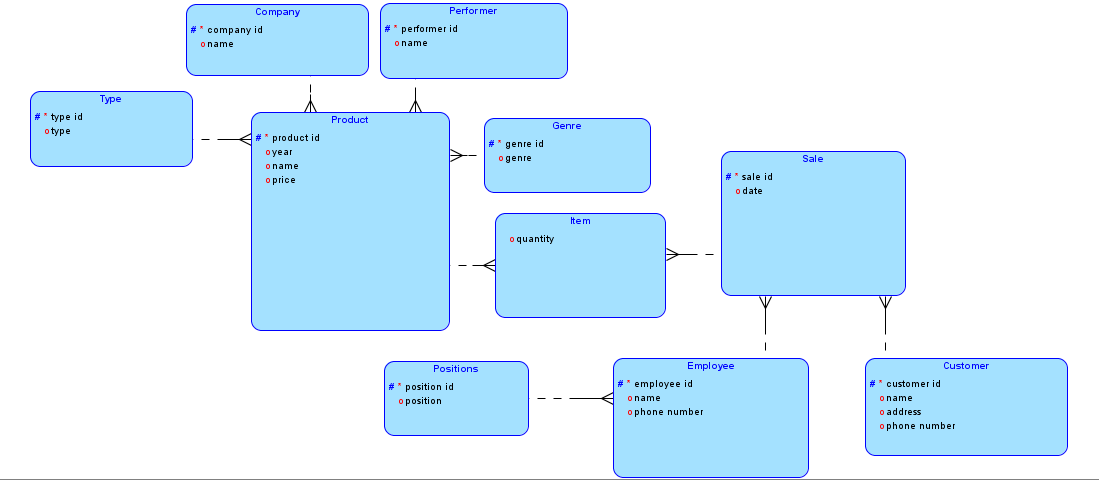 Company
# * company id
o name
Performer
# * performer id
o name
Type
# * type id
o type
Product
# * product id
o year
o name
o price
Genre
# * genre id
o genre
Sale
# * sale id
o date
Item
o quantity
Positions
# * position id
o position
Employee
# * employee id
o name
o phone number
Customer
# * customer id
o name
o address
o phone number